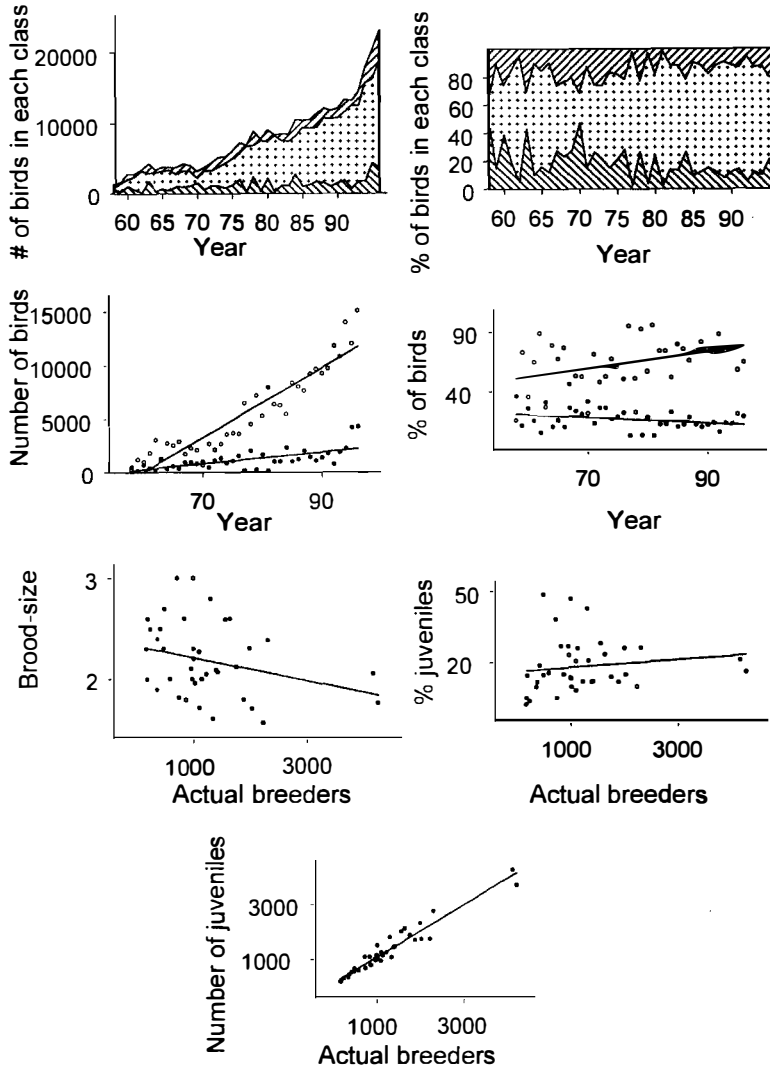 # of birds in each class
20000
10000
0
60 65 70 75 80 85 90
Year
% of birds in each class
80
60
40
20
0
60 65 70 75 80 85 90
Year
Number of birds
15000
10000
5000
0
70 90
Year
% of birds
90
40
70 90
Year
Brood-size
3
2
1000 3000
Actual breeders
% juveniles
50
20
1000 3000
Actual breeders
Number of juveniles
3000
1000
1000 3000
Actual breeders